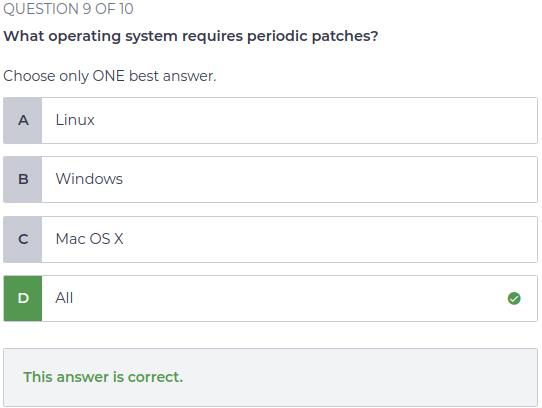 QUESTION 9 OF 10
What operating system requires periodic patches?
Choose only ONE best answer.
A Linux
B Windows
C Mac OS X
D All
This answer is correct.